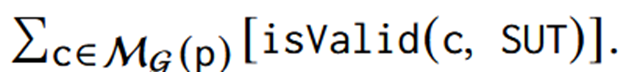 ∑c∈𝓜𝓖(p)[isValid(c, SUT)].